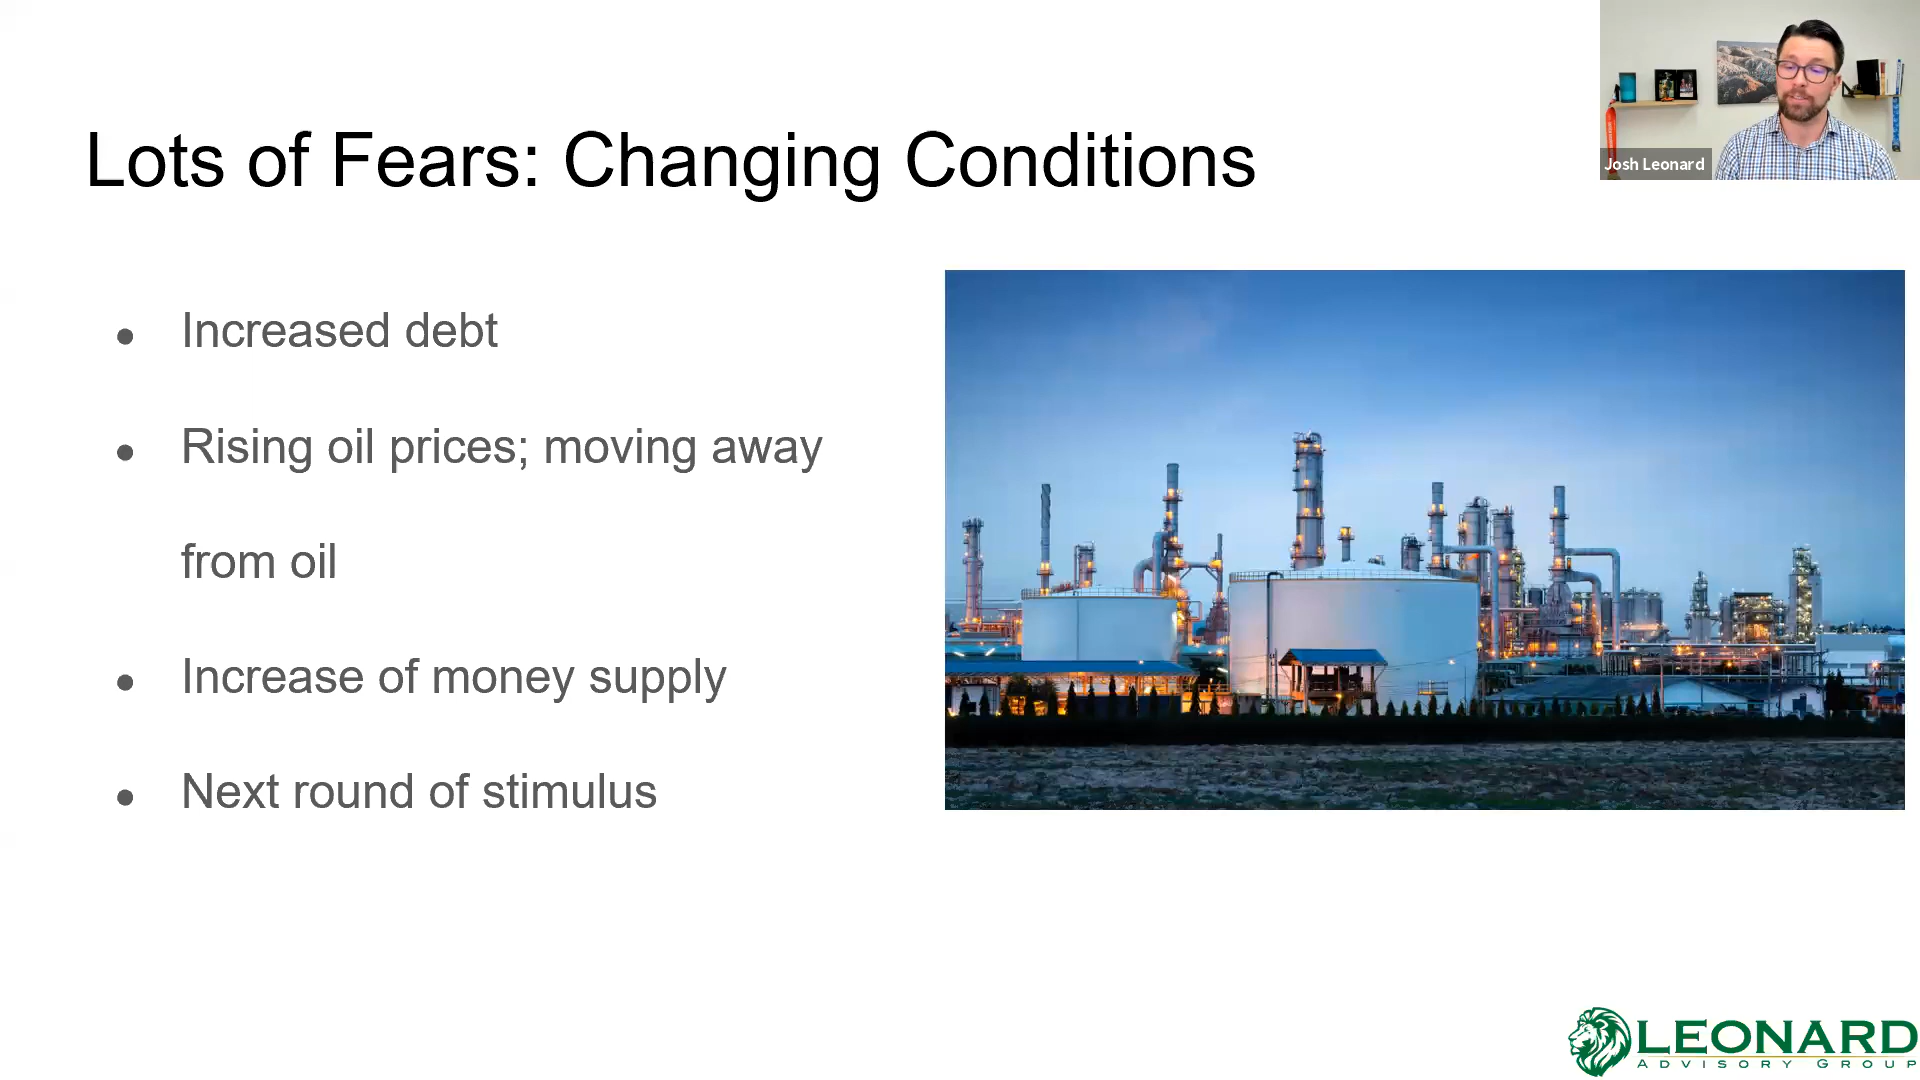 Josh Leonard
Lots of Fears: Changing Conditions
● Increased debt
● Rising oil prices; moving away
from oil
● Increase of money supply
● Next round of stimulus
LEONARD
ADVISORY GROUP